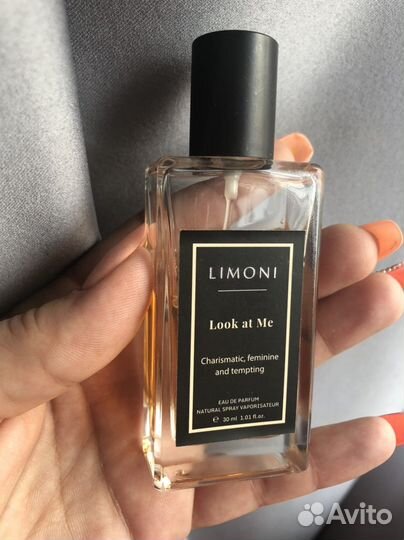 LIMONI
Look at Me
Charismatic, feminine
and tempting
EAU DE PARFUM
NATURAL SPRAY VAPORISATEUR
℮ 30 ml 1.01 fl.oz.
Avito